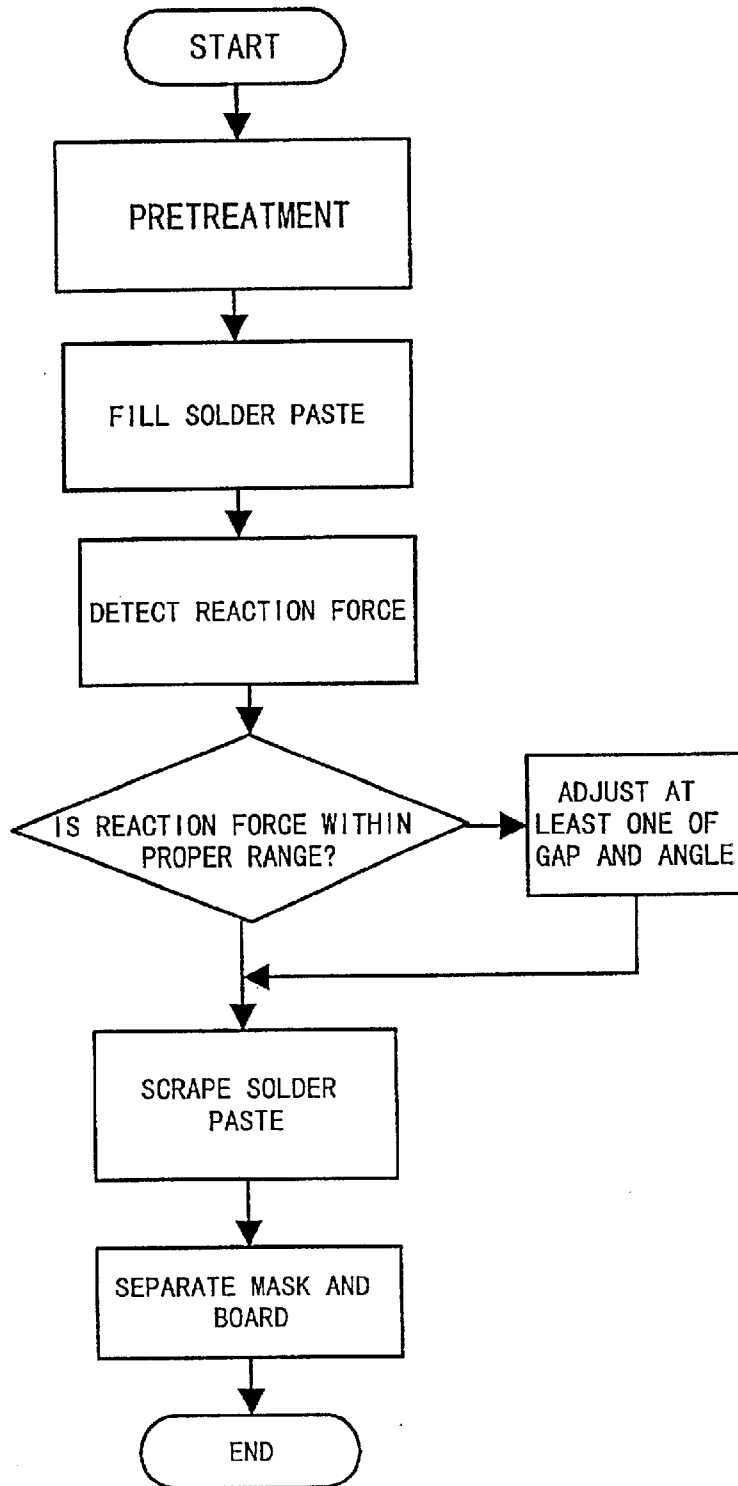 START
PRETREATMENT
FILL SOLDER PASTE
DETECT REACTION FORCE
IS REACTION FORCE WITHIN
PROPER RANGE?
ADJUST AT
LEAST ONE OF
GAP AND ANGLE
SCRAPE SOLDER
PASTE
SEPARATE MASK AND
BOARD
END